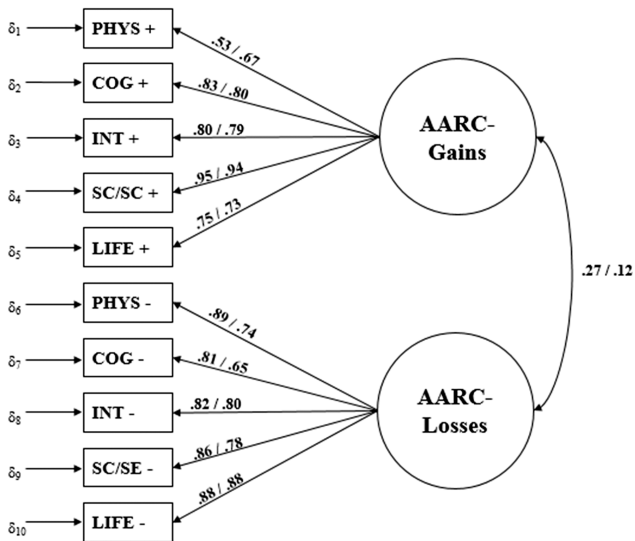 δ1 PHYS +
δ2 COG +
δ3 INT +
δ4 SC/SC +
δ5 LIFE +
δ6 PHYS -
δ7 COG -
δ8 INT -
δ9 SC/SE -
δ10 LIFE -
.53 / .67
.83 / .80
.80 / .79
.95 / .94
.75 / .73
.89 / .74
.81 / .65
.82 / .80
.86 / .78
.88 / .88
AARC-
Gains
AARC-
Losses
.27 / .12